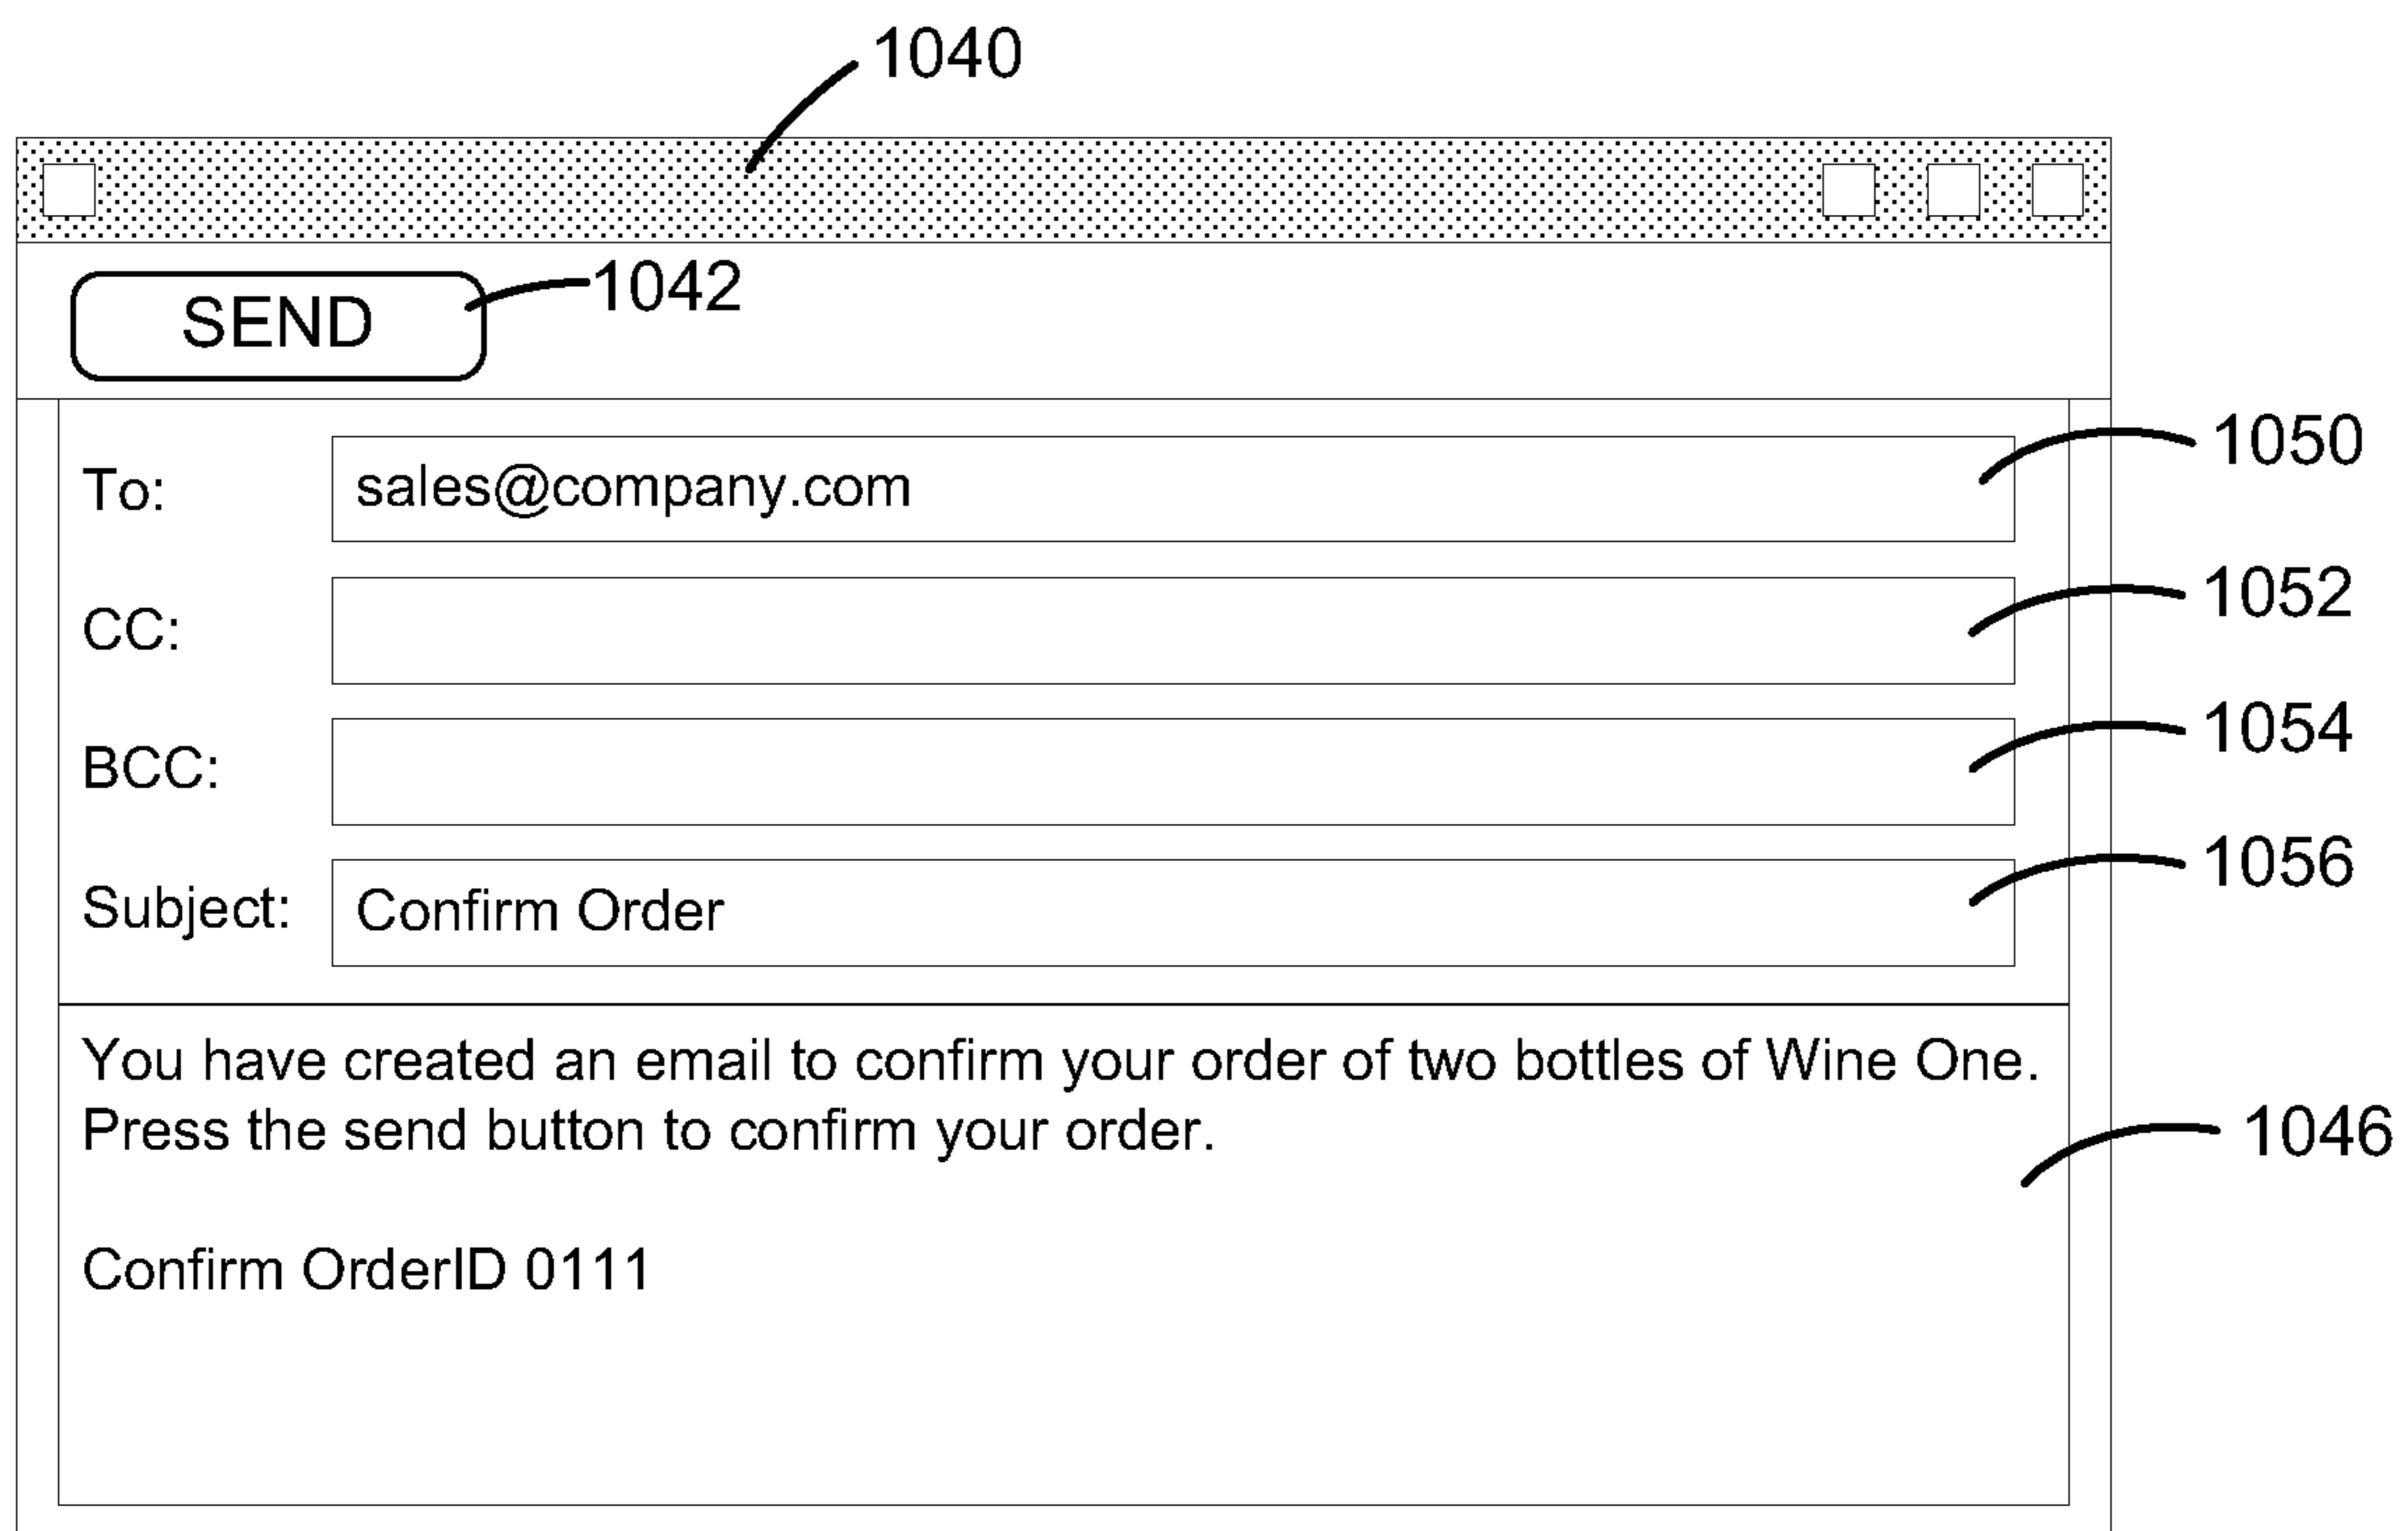 1040
SEND
1042
To:
sales@company.com
1050
CC:
1052
BCC:
1054
Subject:
Confirm Order
1056
You have created an email to confirm your order of two bottles of Wine One.
Press the send button to confirm your order.
1046
Confirm OrderID 0111